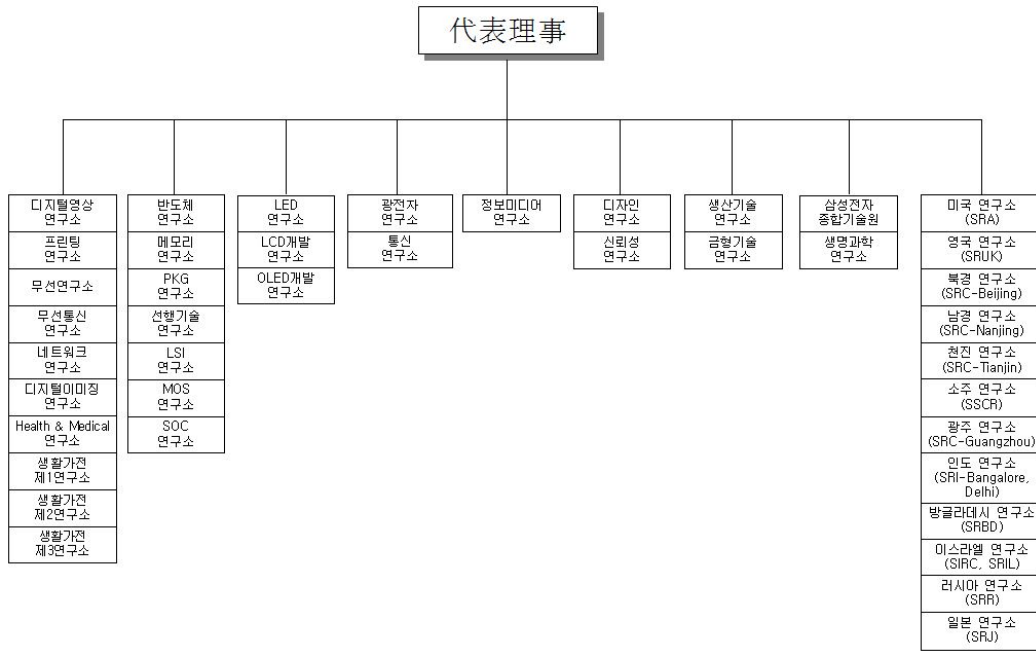 代表理事
디지털영상
연구소
프린팅
연구소
무선연구소
무선통신
연구소
네트워크
연구소
디지털이미징
연구소
Health & Medical
연구소
생활가전
제1연구소
생활가전
제2연구소
생활가전
제3연구소
반도체
연구소
메모리
연구소
PKG
연구소
선행기술
연구소
LSI
연구소
MOS
연구소
SOC
연구소
LED
연구소
LCD개발
연구소
OLED개발
연구소
광전자
연구소
통신
연구소
정보미디어
연구소
디자인
연구소
신뢰성
연구소
생산기술
연구소
금형기술
연구소
삼성전자
종합기술원
생명과학
연구소
미국 연구소
(SRA)
영국 연구소
(SRUK)
북경 연구소
(SRC-Beijing)
남경 연구소
(SRC-Nanjing)
천진 연구소
(SRC-Tianjin)
소주 연구소
(SSCR)
광주 연구소
(SRC-Guangzhou)
인도 연구소
(SRI-Bangalore,
Delhi)
방글라데시 연구소
(SRBD)
이스라엘 연구소
(SIRC, SRIL)
러시아 연구소
(SRR)
일본 연구소
(SRJ)